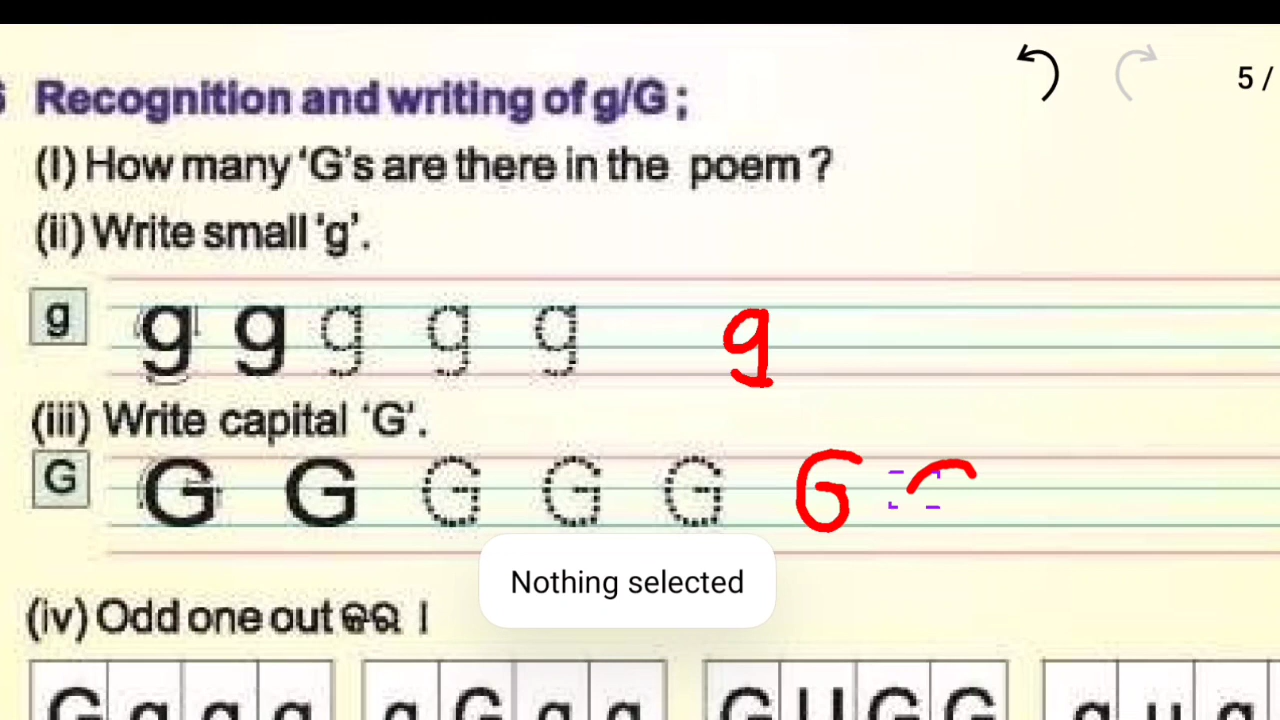 5 /
Recognition and writing of g/G ;
(I) How many ‘G’s are there in the poem ?
(ii) Write small ‘g’.
g g g g g g g
(iii) Write capital ‘G’.
G G G G G G G
Nothing selected
(iv) Odd one out କର ।
G g g g g G g g G U G G g u g